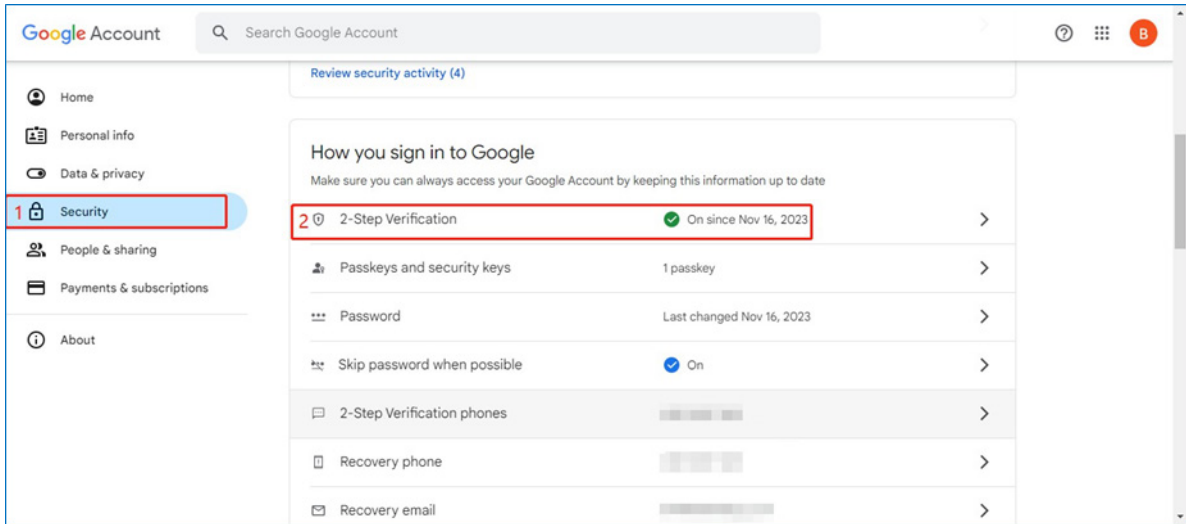 Google Account
Search Google Account
B
Home
Personal info
Data & privacy
1 Security
People & sharing
Payments & subscriptions
About
Review security activity (4)
How you sign in to Google
Make sure you can always access your Google Account by keeping this information up to date
2 2-Step Verification On since Nov 16, 2023
Passkeys and security keys 1 passkey
Password Last changed Nov 16, 2023
Skip password when possible On
2-Step Verification phones
Recovery phone
Recovery email